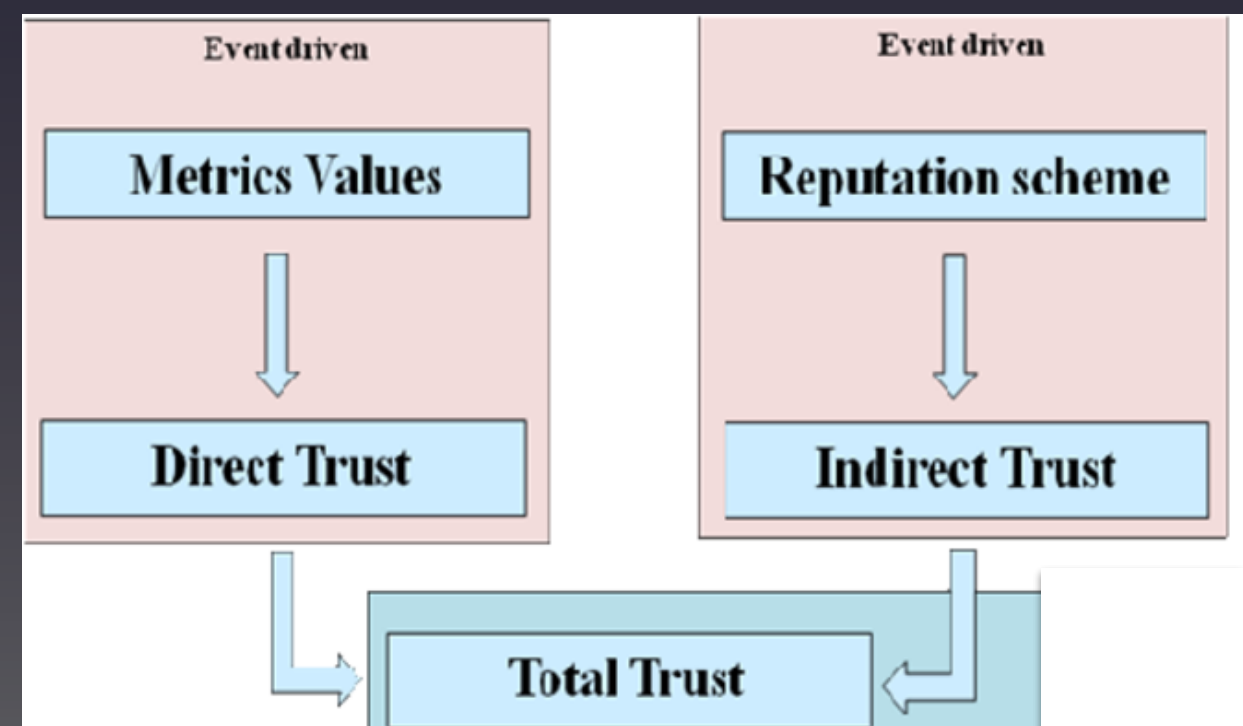 Event driven
Event driven
Metrics Values
Reputation scheme
Direct Trust
Indirect Trust
Total Trust